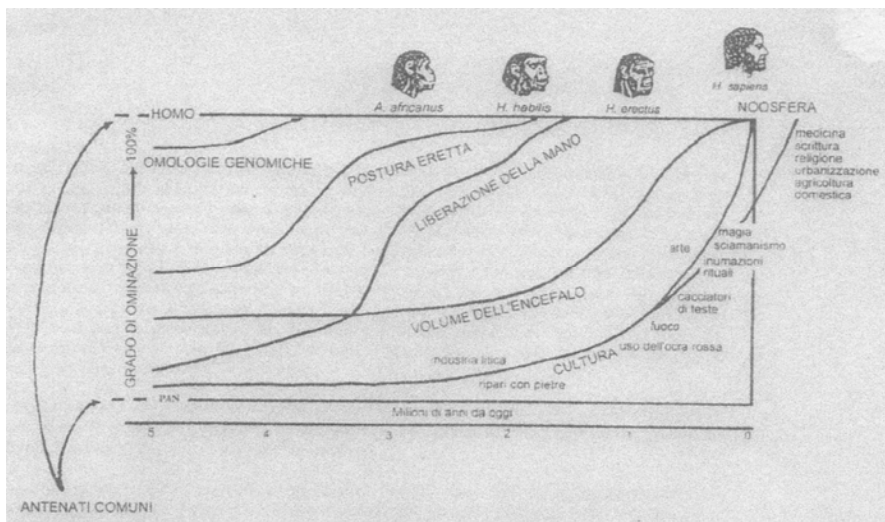 A. africanus
H. habilis
H. erectus
H. sapiens
HOMO
NOOSFERA
100%
OMOLOGIE GENOMICHE
POSTURA ERETTA
LIBERAZIONE DELLA MANO
medicina
scrittura
religione
urbanizzazione
agricoltura
domestica
GRADO DI OMINAZIONE
magia
sciamanismo
arte
inumazioni
rituali
VOLUME DELL'ENCEFALO
cacciatori
di teste
fuoco
uso dell'ocra rossa
CULTURA
industria litica
ripari con pietre
PAN
Milioni di anni da oggi
5
4
3
2
1
0
ANTENATI COMUNI